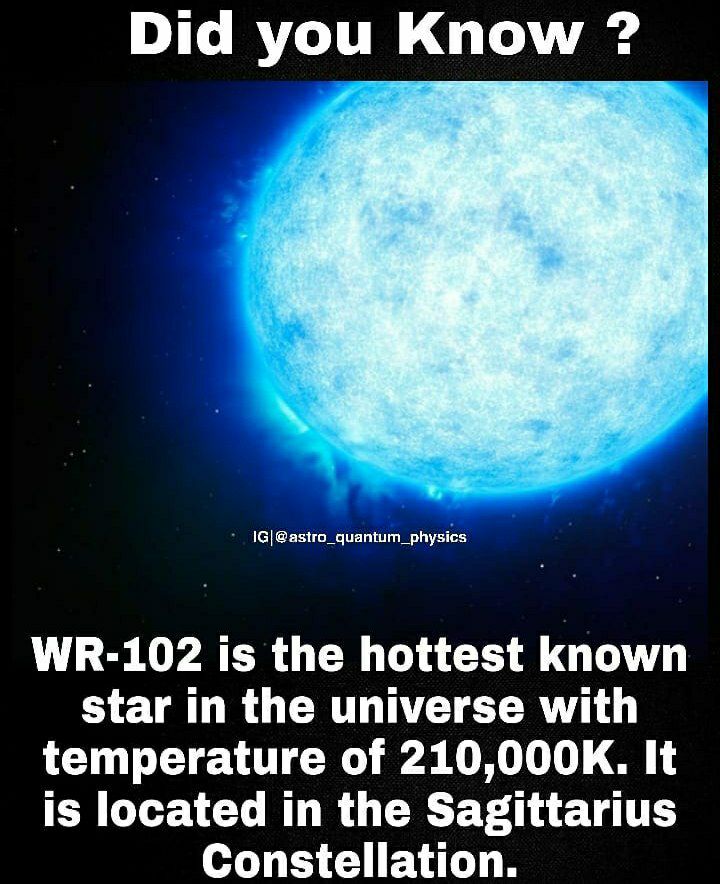 Did you Know ?
IG|@astro_quantum_physics
WR-102 is the hottest known
star in the universe with
temperature of 210,000K. It
is located in the Sagittarius
Constellation.